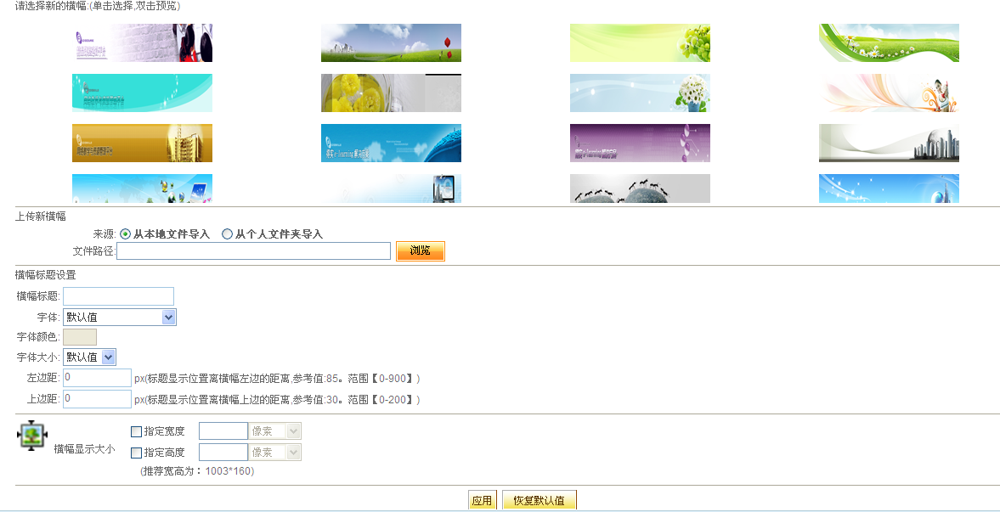 请选择新的横幅:(单击选择,双击预览)
上传新横幅
来源: 从本地文件导入 从个人文件夹导入
文件路径: 浏览
横幅标题设置
横幅标题:
字体: 默认值
字体颜色:
字体大小: 默认值
左边距: 0 px(标题显示位置离横幅左边的距离,参考值:85。范围【0-900】)
上边距: 0 px(标题显示位置离横幅上边的距离,参考值:30。范围【0-200】)
横幅显示大小
指定宽度 像素
指定高度 像素
(推荐宽高为：1003*160)
应用 恢复默认值